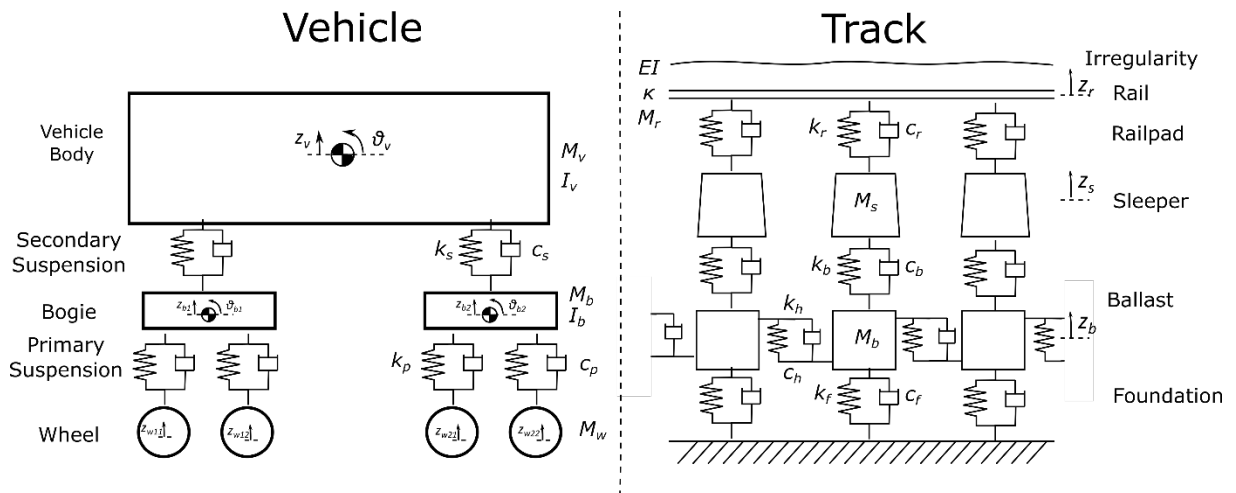 Vehicle
Vehicle
Body
z_v
ϑ_v
M_v
I_v
Secondary
Suspension
k_s
c_s
Bogie
z_b1
ϑ_b1
z_b2
ϑ_b2
M_b
I_b
Primary
Suspension
k_p
c_p
Wheel
z_w11
z_w12
z_w21
z_w22
M_w
Track
EI
Irregularity
κ
z_r
Rail
M_r
k_r
c_r
Railpad
M_s
z_s
Sleeper
k_b
c_b
k_h
Ballast
M_b
z_b
c_h
k_f
c_f
Foundation